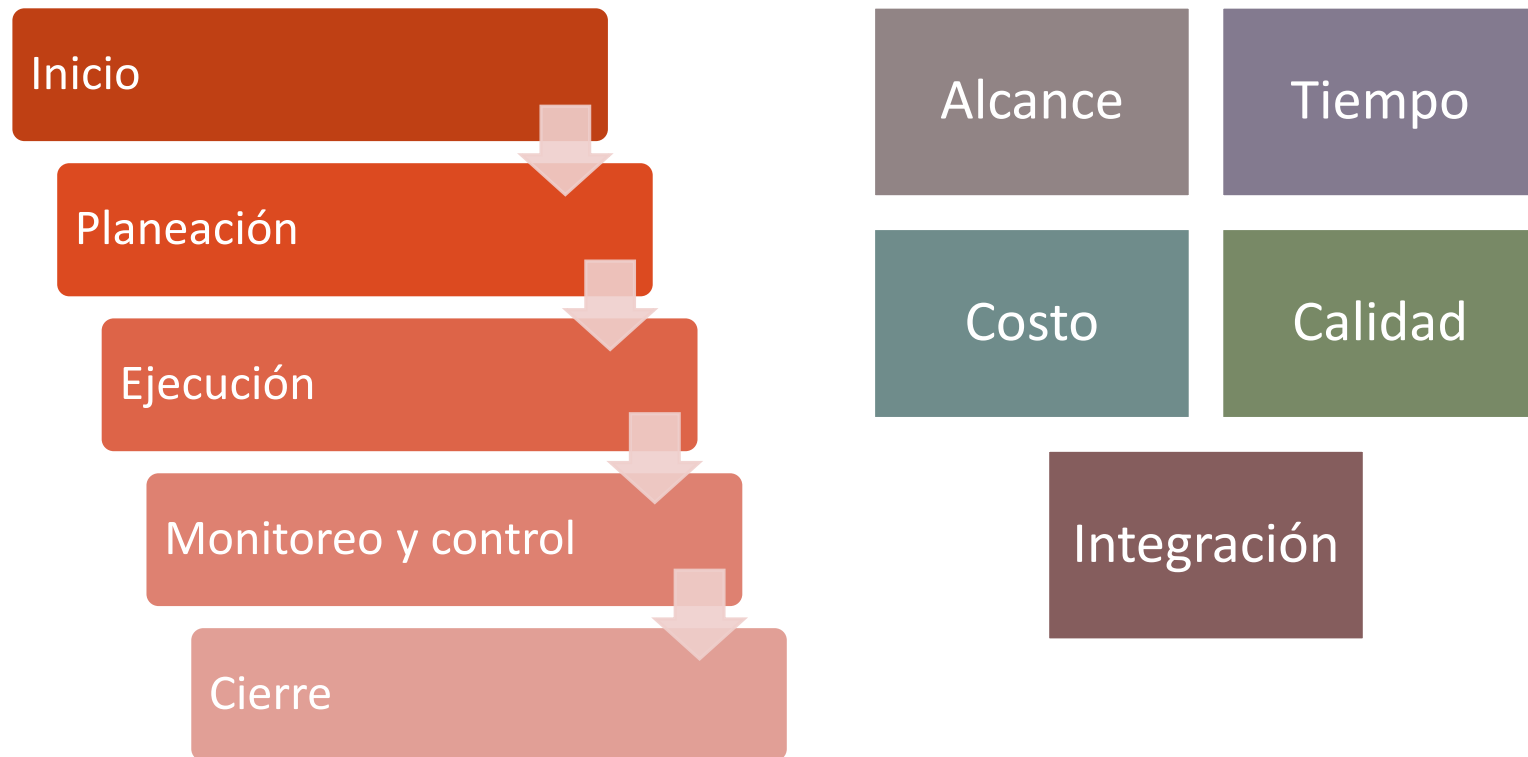 Inicio
Planeación
Ejecución
Monitoreo y control
Cierre
Alcance
Tiempo
Costo
Calidad
Integración